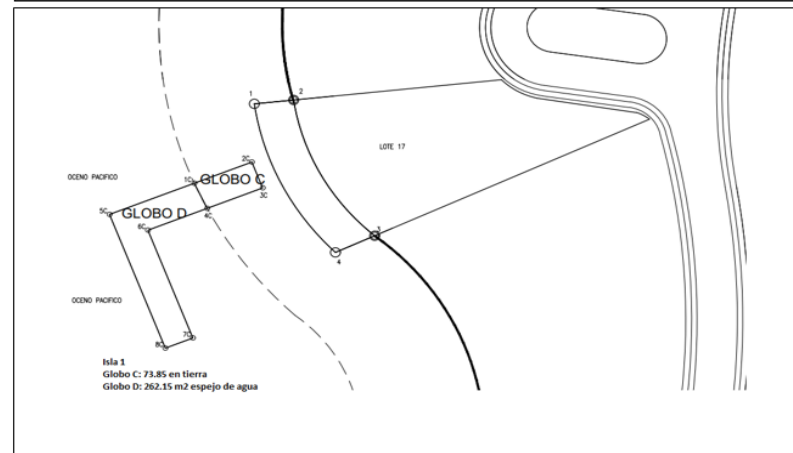 1
2
LOTE 17
2C
OCENO PACIFICO
1C
GLOBO C
3C
5C
GLOBO D
4C
6C
3
4
OCENO PACIFICO
7C
8C
Isla 1
Globo C: 73.85 en tierra
Globo D: 262.15 m2 espejo de agua